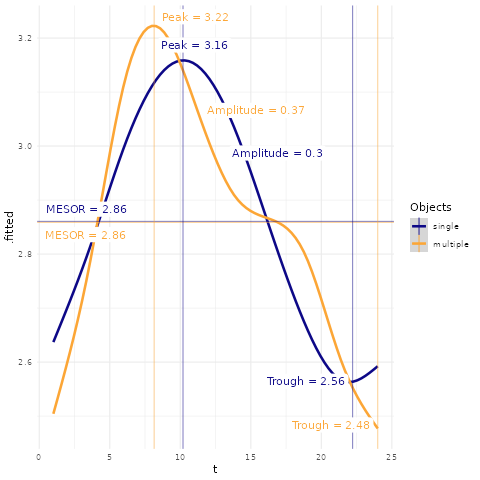 Peak = 3.22
Peak = 3.16
Amplitude = 0.37
Amplitude = 0.3
MESOR = 2.86
MESOR = 2.86
Trough = 2.56
Trough = 2.48
3.2
3.0
2.8
2.6
.fitted
0 5 10 15 20 25
t
Objects
single
multiple